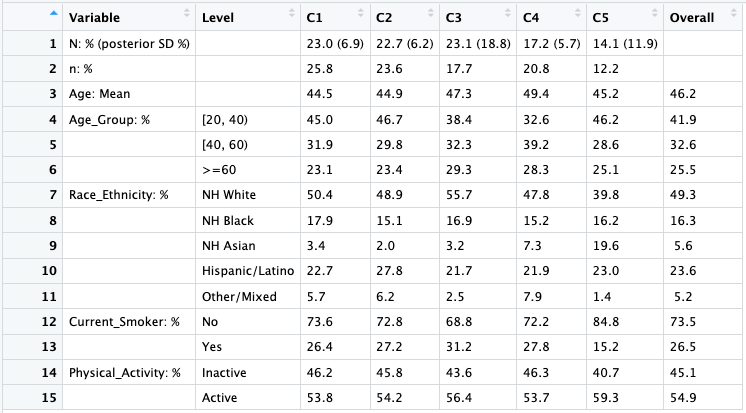 Variable Level C1 C2 C3 C4 C5 Overall
1 N: % (posterior SD %) 23.0 (6.9) 22.7 (6.2) 23.1 (18.8) 17.2 (5.7) 14.1 (11.9)
2 n: % 25.8 23.6 17.7 20.8 12.2
3 Age: Mean 44.5 44.9 47.3 49.4 45.2 46.2
4 Age_Group: % [20, 40) 45.0 46.7 38.4 32.6 46.2 41.9
5 [40, 60) 31.9 29.8 32.3 39.2 28.6 32.6
6 >=60 23.1 23.4 29.3 28.3 25.1 25.5
7 Race_Ethnicity: % NH White 50.4 48.9 55.7 47.8 39.8 49.3
8 NH Black 17.9 15.1 16.9 15.2 16.2 16.3
9 NH Asian 3.4 2.0 3.2 7.3 19.6 5.6
10 Hispanic/Latino 22.7 27.8 21.7 21.9 23.0 23.6
11 Other/Mixed 5.7 6.2 2.5 7.9 1.4 5.2
12 Current_Smoker: % No 73.6 72.8 68.8 72.2 84.8 73.5
13 Yes 26.4 27.2 31.2 27.8 15.2 26.5
14 Physical_Activity: % Inactive 46.2 45.8 43.6 46.3 40.7 45.1
15 Active 53.8 54.2 56.4 53.7 59.3 54.9